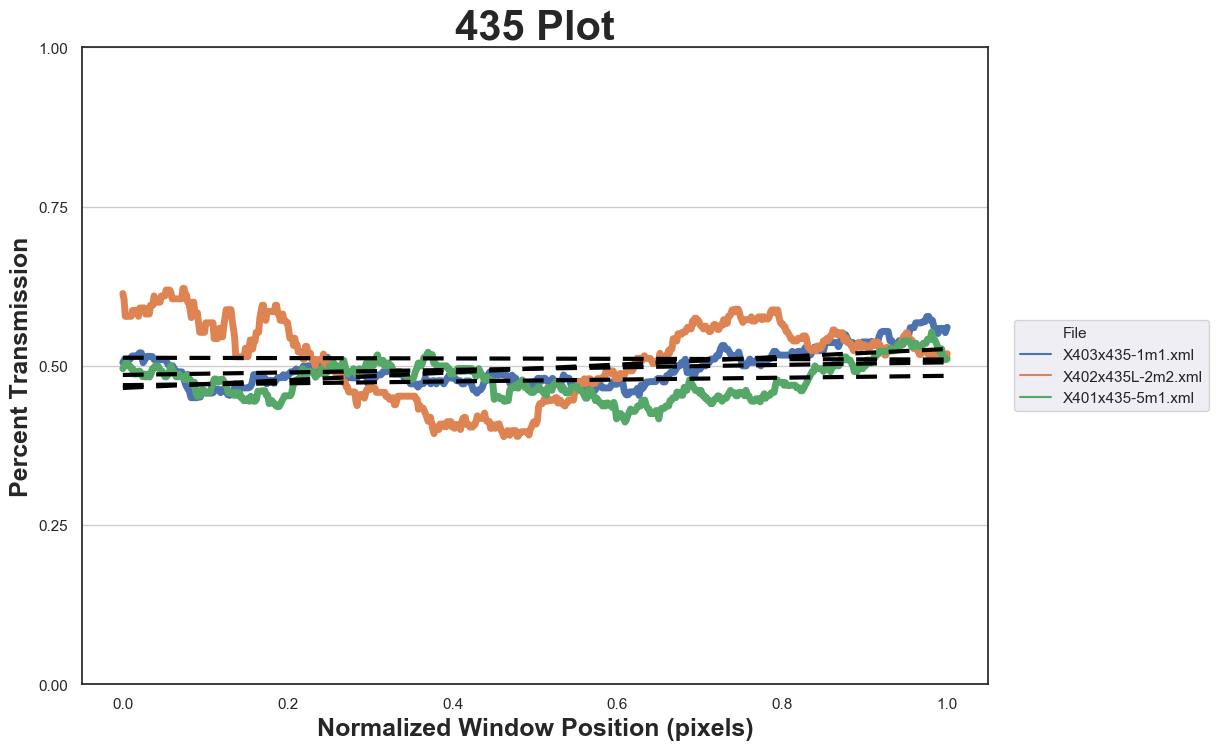 435 Plot
1.00
0.75
0.50
0.25
0.00
Percent Transmission
0.0 0.2 0.4 0.6 0.8 1.0
Normalized Window Position (pixels)
File
X403x435-1m1.xml
X402x435L-2m2.xml
X401x435-5m1.xml